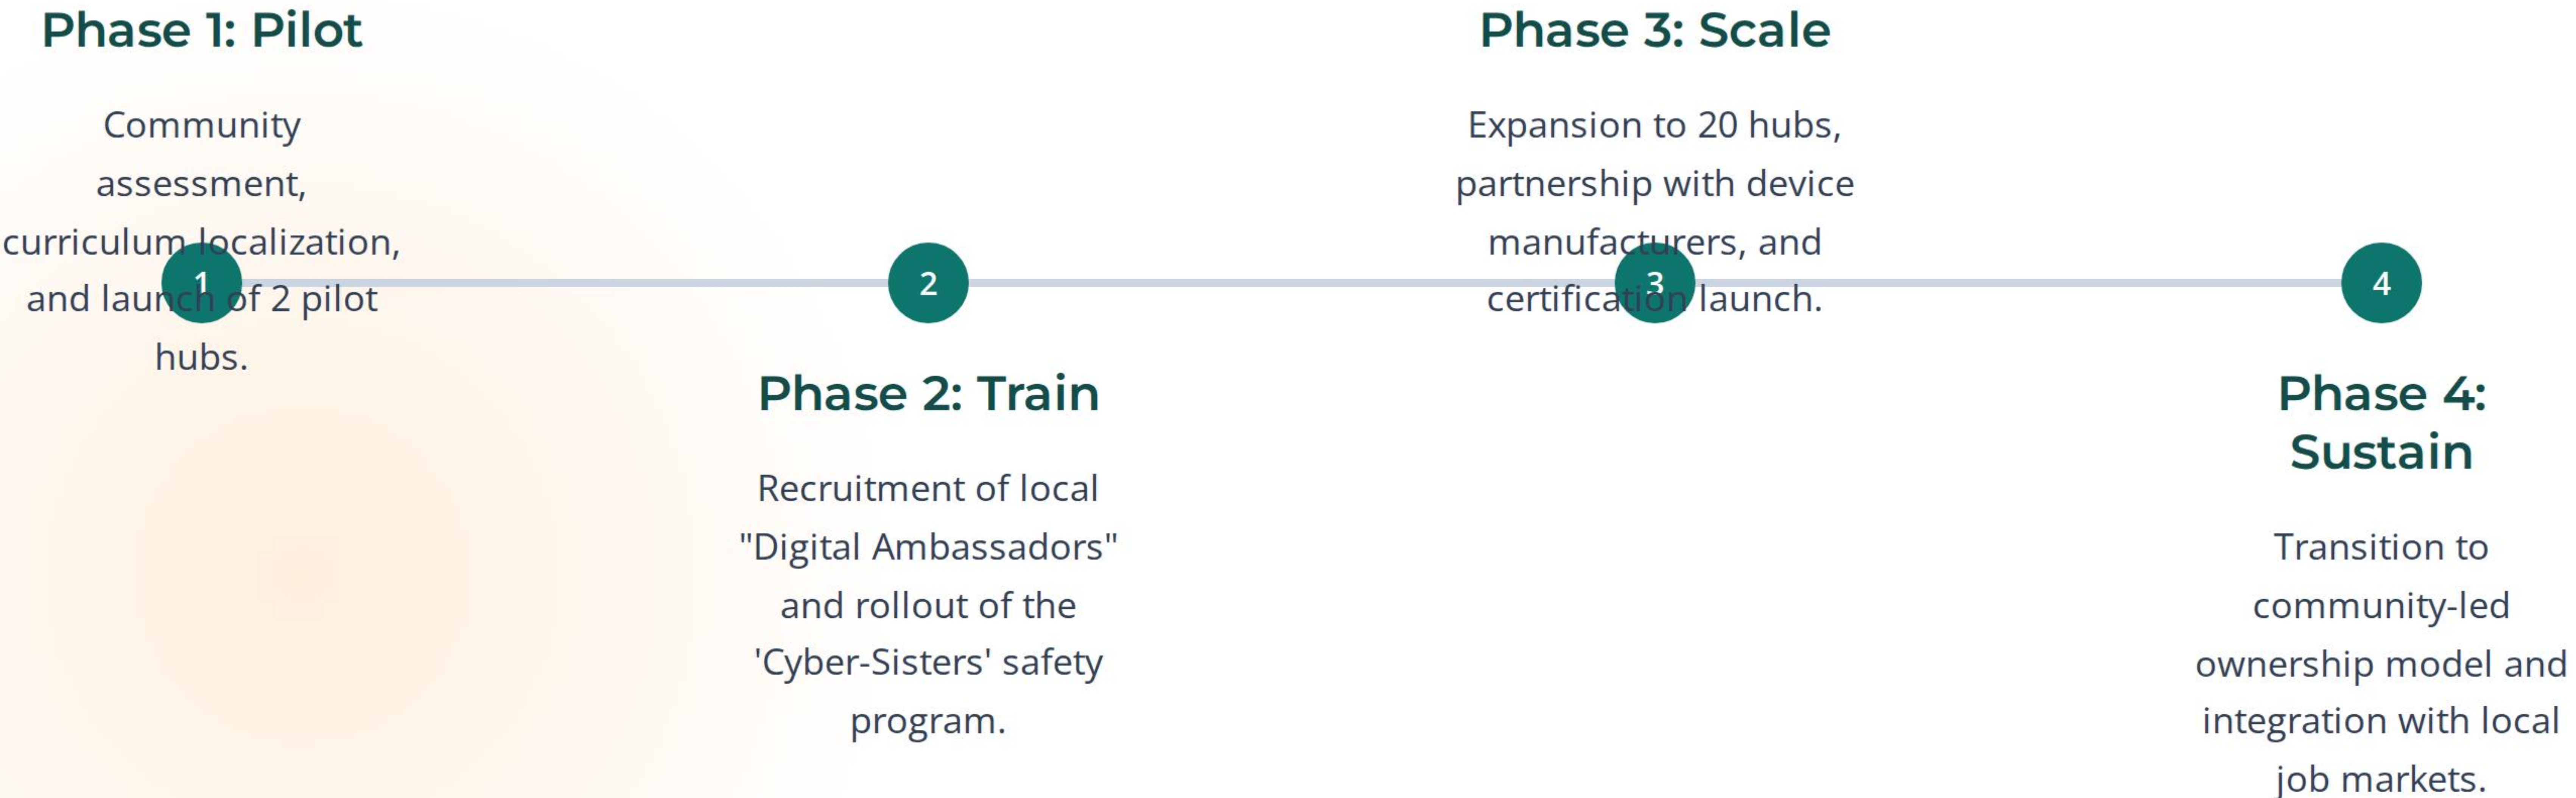 Phase 1: Pilot
Community
assessment,
curriculum localization,
and launch of 2 pilot
hubs.
1
2
Phase 2: Train
Recruitment of local
"Digital Ambassadors"
and rollout of the
'Cyber-Sisters' safety
program.
Phase 3: Scale
Expansion to 20 hubs,
partnership with device
manufacturers, and
certification launch.
3
4
Phase 4:
Sustain
Transition to
community-led
ownership model and
integration with local
job markets.